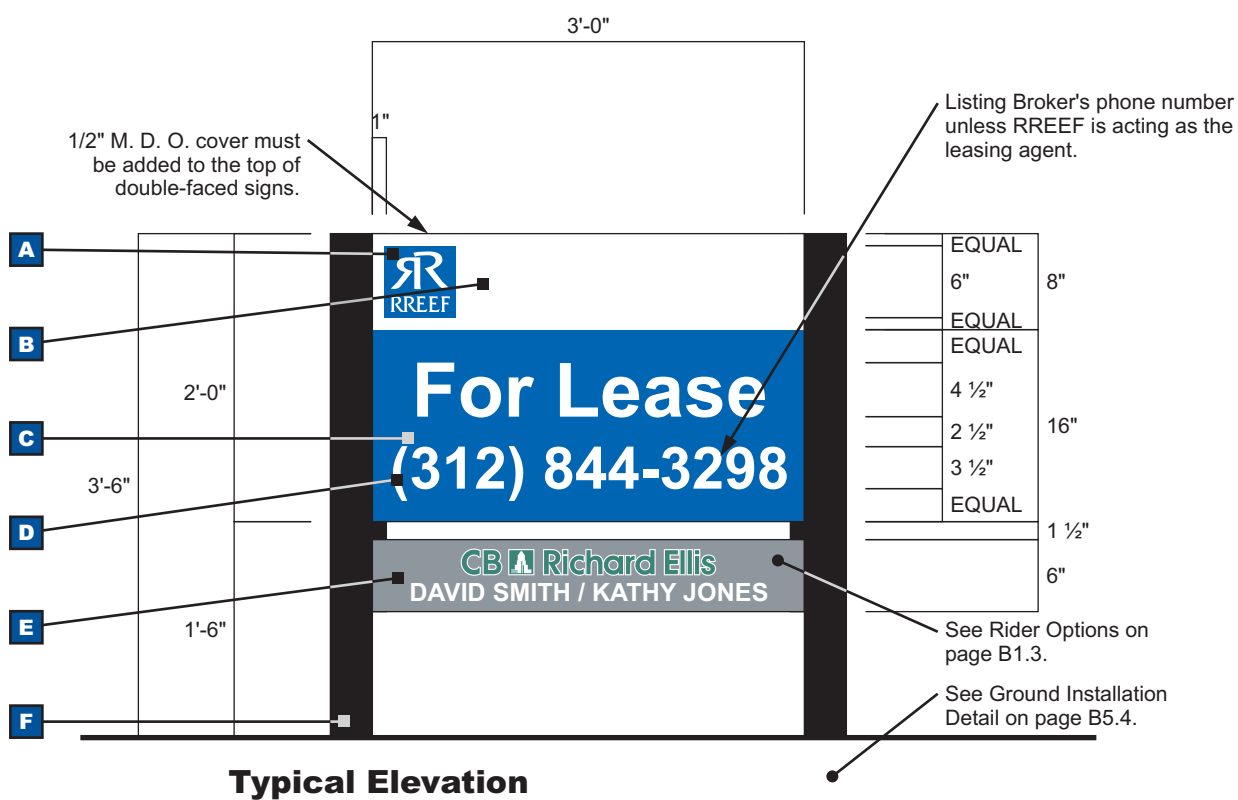 3'-0"
1"
1/2" M. D. O. cover must
be added to the top of
double-faced signs.
Listing Broker's phone number
unless RREEF is acting as the
leasing agent.
A
B
C
D
E
F
2'-0"
3'-6"
1'-6"
RR
RREEF
For Lease
(312) 844-3298
CB Richard Ellis
DAVID SMITH / KATHY JONES
EQUAL
6"
EQUAL
8"
EQUAL
4 ½"
2 ½"
3 ½"
EQUAL
16"
1 ½"
6"
See Rider Options on
page B1.3.
See Ground Installation
Detail on page B5.4.
Typical Elevation